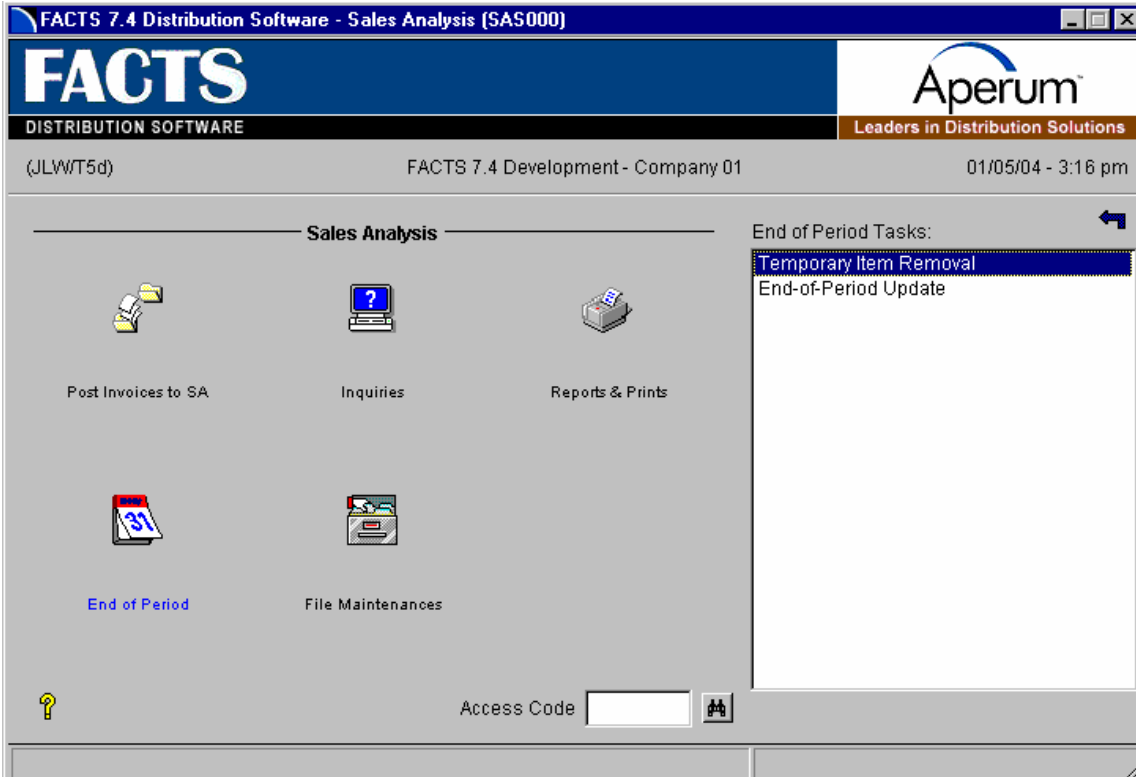 FACTS 7.4 Distribution Software - Sales Analysis (SAS000)
FACTS
DISTRIBUTION SOFTWARE
Aperum™
Leaders in Distribution Solutions
(JLW/T5d)
FACTS 7.4 Development - Company 01
01/05/04 - 3:16 pm
Sales Analysis
Post Invoices to SA
Inquiries
Reports & Prints
31
End of Period
File Maintenances
Access Code
End of Period Tasks:
Temporary Item Removal
End-of-Period Update